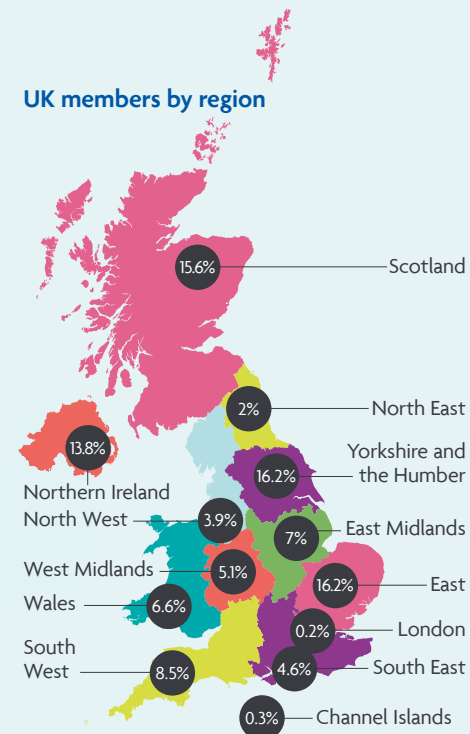 UK members by region
15.6%
Scotland
2%
North East
Yorkshire and
the Humber
16.2%
13.8%
Northern Ireland
North West
3.9%
7%
East Midlands
West Midlands
5.1%
16.2%
East
Wales
6.6%
0.2%
London
South
West
8.5%
4.6%
South East
0.3%
Channel Islands